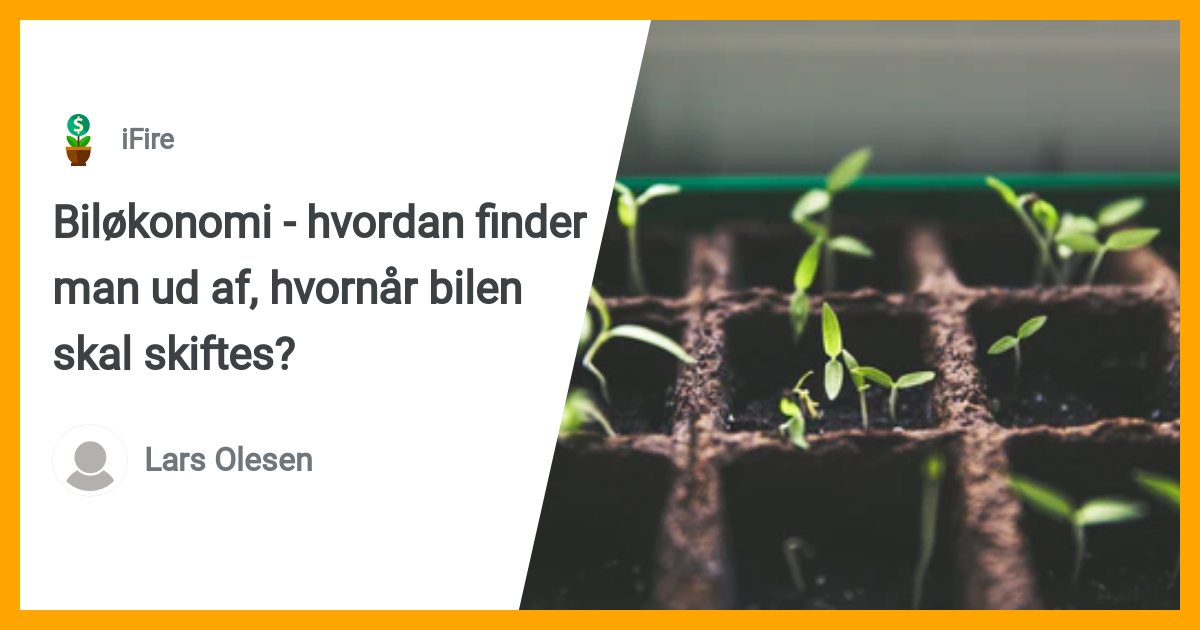 $
iFire
Biløkonomi - hvordan finder
man ud af, hvornår bilen
skal skiftes?
Lars Olesen